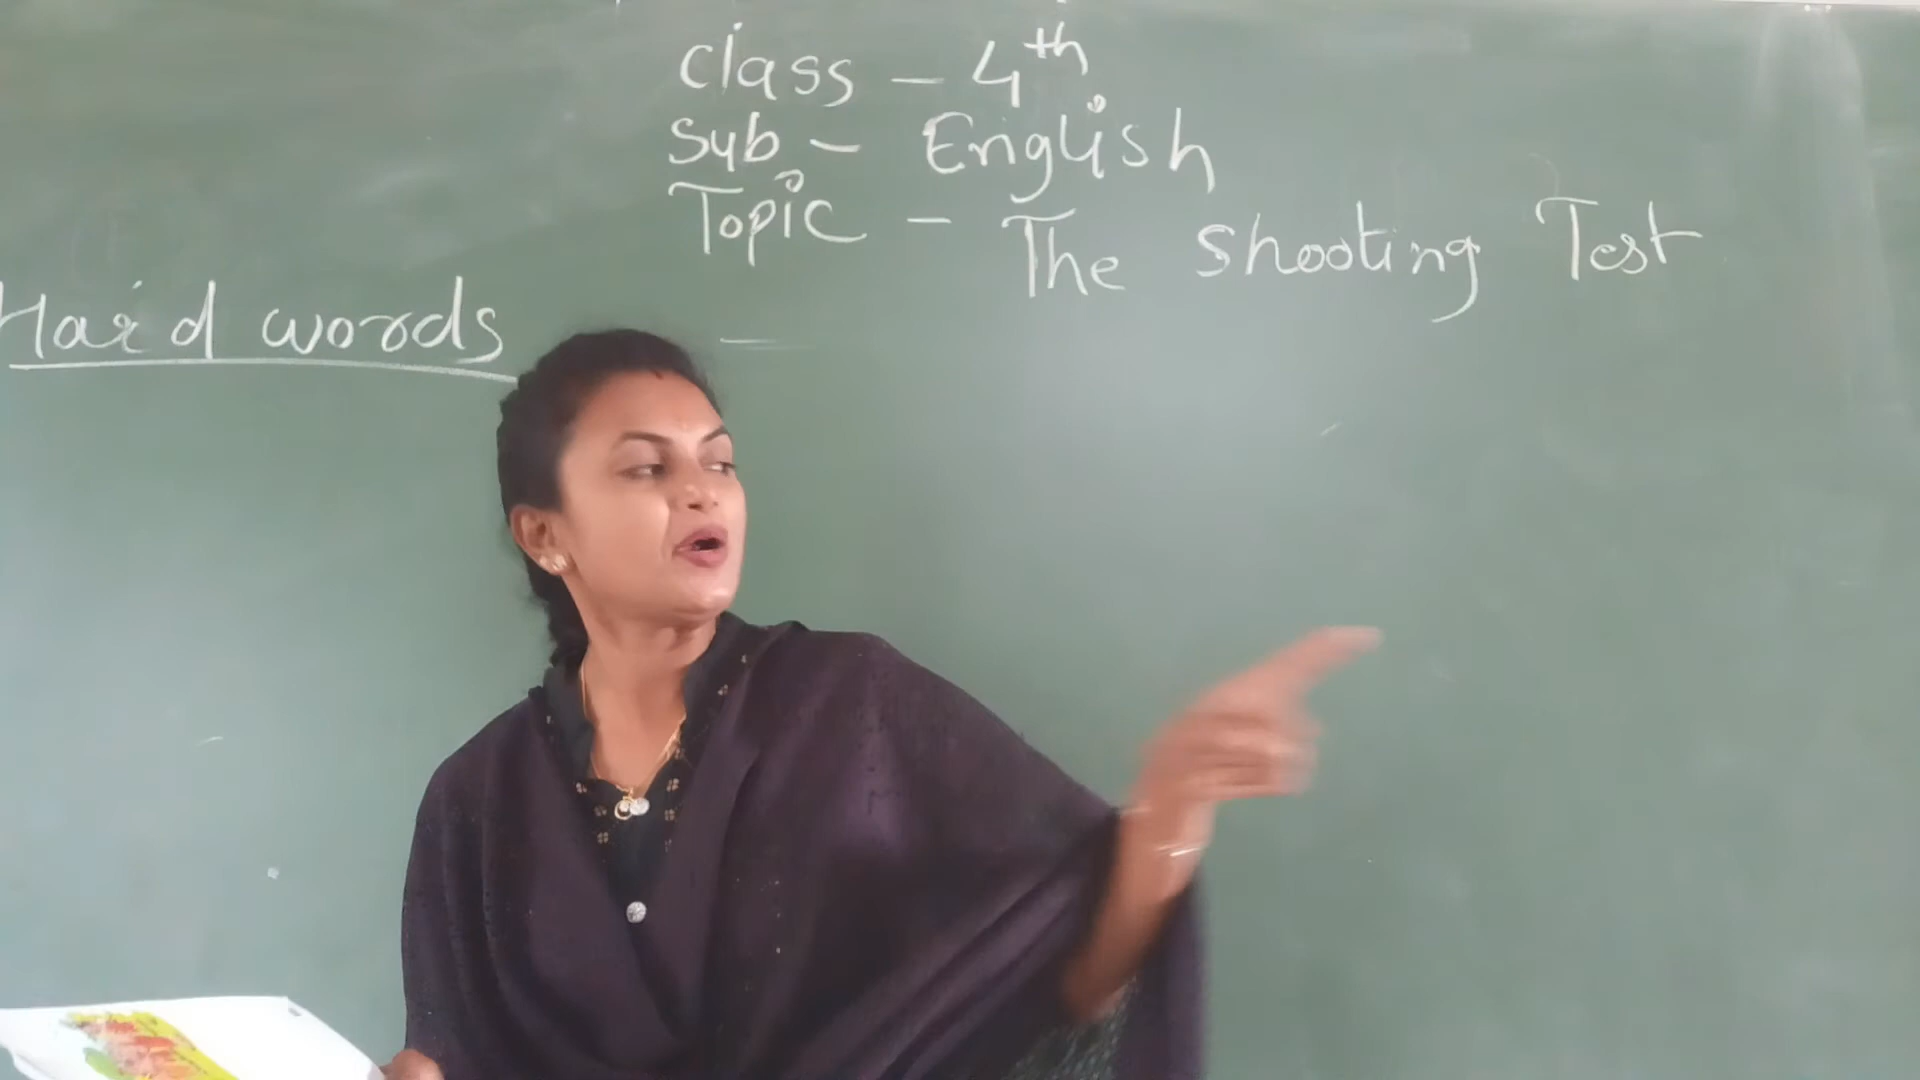 Class - 4th
Sub - English
Topic - The Shooting Test
Hard words